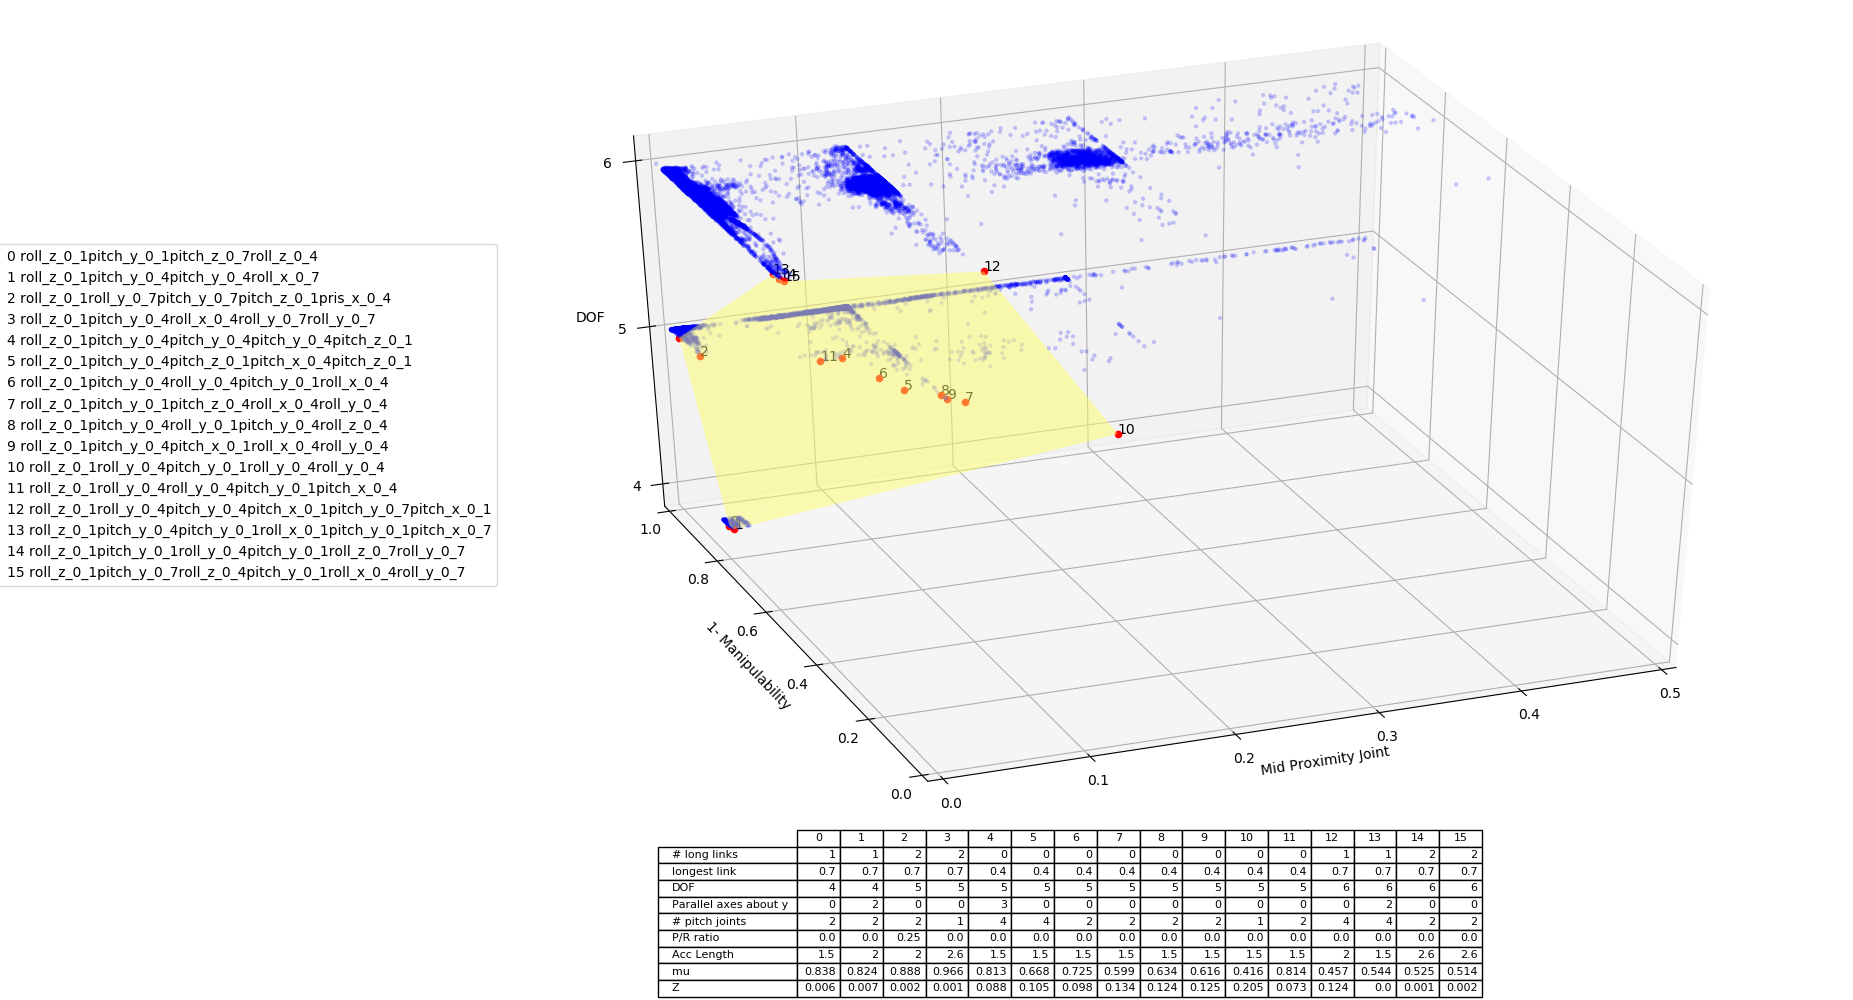 6
DOF
5
4
1.0
0.8
0.6
0.4
0.2
0.0
1- Manipulability
0.0
0.1
0.2
0.3
0.4
0.5
Mid Proximity Joint
12
2
11
4
6
5
8
9
7
10
13
15
0 roll_z_0_1pitch_y_0_1pitch_z_0_7roll_z_0_4
1 roll_z_0_1pitch_y_0_4pitch_y_0_4roll_x_0_7
2 roll_z_0_1roll_y_0_7pitch_y_0_7pitch_z_0_1pris_x_0_4
3 roll_z_0_1pitch_y_0_4roll_x_0_4roll_y_0_7roll_y_0_7
4 roll_z_0_1pitch_y_0_4pitch_y_0_4pitch_y_0_4pitch_z_0_1
5 roll_z_0_1pitch_y_0_4pitch_z_0_1pitch_x_0_4pitch_z_0_1
6 roll_z_0_1pitch_y_0_4roll_y_0_4pitch_y_0_1roll_x_0_4
7 roll_z_0_1pitch_y_0_1pitch_z_0_4roll_x_0_4roll_y_0_4
8 roll_z_0_1pitch_y_0_4roll_y_0_1pitch_y_0_4roll_z_0_4
9 roll_z_0_1pitch_y_0_4pitch_x_0_1roll_x_0_4roll_y_0_4
10 roll_z_0_1roll_y_0_4pitch_y_0_1roll_y_0_4roll_y_0_4
11 roll_z_0_1roll_y_0_4roll_y_0_4pitch_y_0_1pitch_x_0_4
12 roll_z_0_1roll_y_0_4pitch_y_0_4pitch_x_0_1pitch_y_0_7pitch_x_0_1
13 roll_z_0_1pitch_y_0_4pitch_y_0_1roll_x_0_1pitch_y_0_1pitch_x_0_7
14 roll_z_0_1pitch_y_0_1roll_y_0_4pitch_y_0_1roll_z_0_7roll_y_0_7
15 roll_z_0_1pitch_y_0_7roll_z_0_4pitch_y_0_1roll_x_0_4roll_y_0_7
0 1 2 3 4 5 6 7 8 9 10 11 12 13 14 15
# long links 1 1 2 2 0 0 0 0 0 0 0 0 1 1 2 2
longest link 0.7 0.7 0.7 0.7 0.4 0.4 0.4 0.4 0.4 0.4 0.4 0.4 0.7 0.7 0.7 0.7
DOF 4 4 5 5 5 5 5 5 5 5 5 5 6 6 6 6
Parallel axes about y 0 2 0 0 3 0 0 0 0 0 0 0 0 2 0 0
# pitch joints 2 2 2 1 4 4 2 2 2 2 1 2 4 4 2 2
P/R ratio 0.0 0.0 0.25 0.0 0.0 0.0 0.0 0.0 0.0 0.0 0.0 0.0 0.0 0.0 0.0 0.0
Acc Length 1.5 2 2 2.6 1.5 1.5 1.5 1.5 1.5 1.5 1.5 1.5 2 1.5 2.6 2.6
mu 0.838 0.824 0.888 0.966 0.813 0.668 0.725 0.599 0.634 0.616 0.416 0.814 0.457 0.544 0.525 0.514
Z 0.006 0.007 0.002 0.001 0.088 0.105 0.098 0.134 0.124 0.125 0.205 0.073 0.124 0.0 0.001 0.002